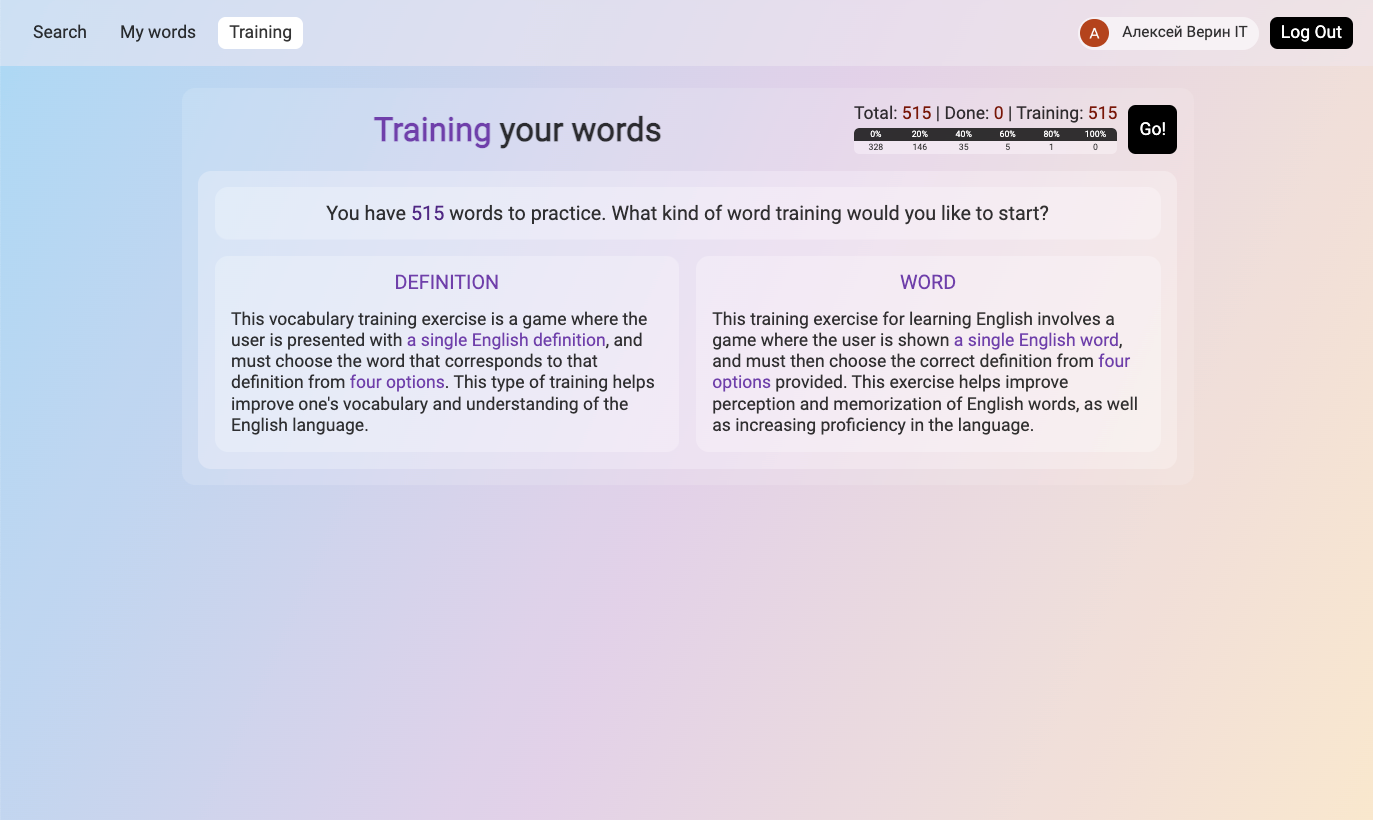 Search My words Training
A Алексей Верин IT Log Out
Training your words
Total: 515 | Done: 0 | Training: 515
0% 20% 40% 60% 80% 100%
328 146 35 5 1 0
Go!
You have 515 words to practice. What kind of word training would you like to start?
DEFINITION
This vocabulary training exercise is a game where the
user is presented with a single English definition, and
must choose the word that corresponds to that
definition from four options. This type of training helps
improve one's vocabulary and understanding of the
English language.
WORD
This training exercise for learning English involves a
game where the user is shown a single English word,
and must then choose the correct definition from four
options provided. This exercise helps improve
perception and memorization of English words, as well
as increasing proficiency in the language.